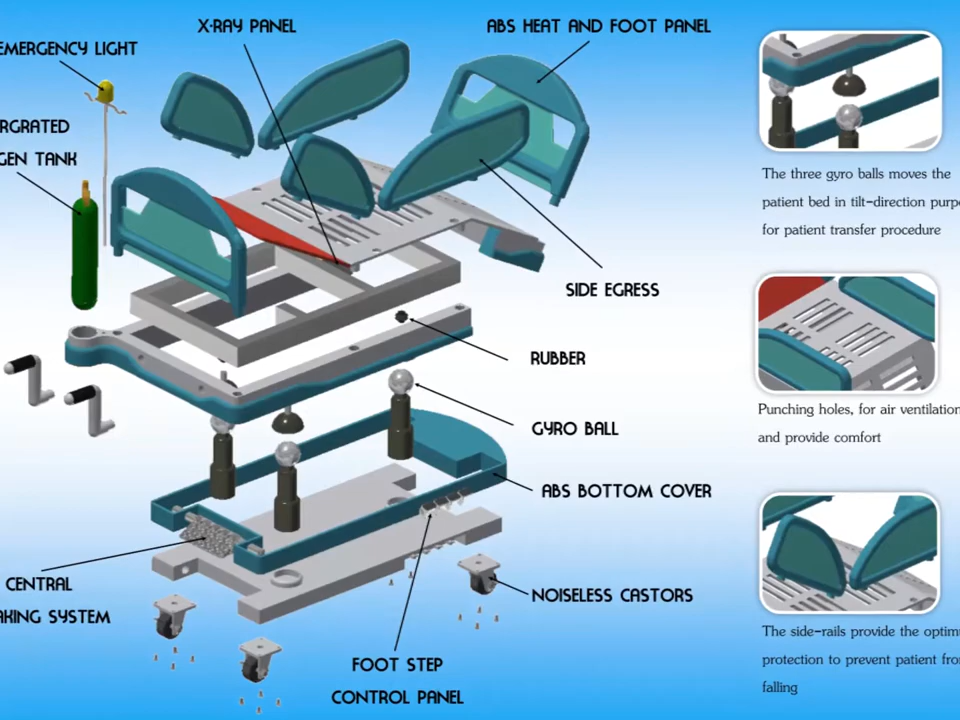 X-RAY PANEL
ABS HEAT AND FOOT PANEL
EMERGENCY LIGHT
RGRATED
GEN TANK
SIDE EGRESS
RUBBER
GYRO BALL
ABS BOTTOM COVER
CENTRAL
AKING SYSTEM
NOISELESS CASTORS
FOOT STEP
CONTROL PANEL
The three gyro balls moves the
patient bed in tilt-direction purp
for patient transfer procedure
Punching holes, for air ventilation
and provide comfort
The side-rails provide the optim
protection to prevent patient fro
falling